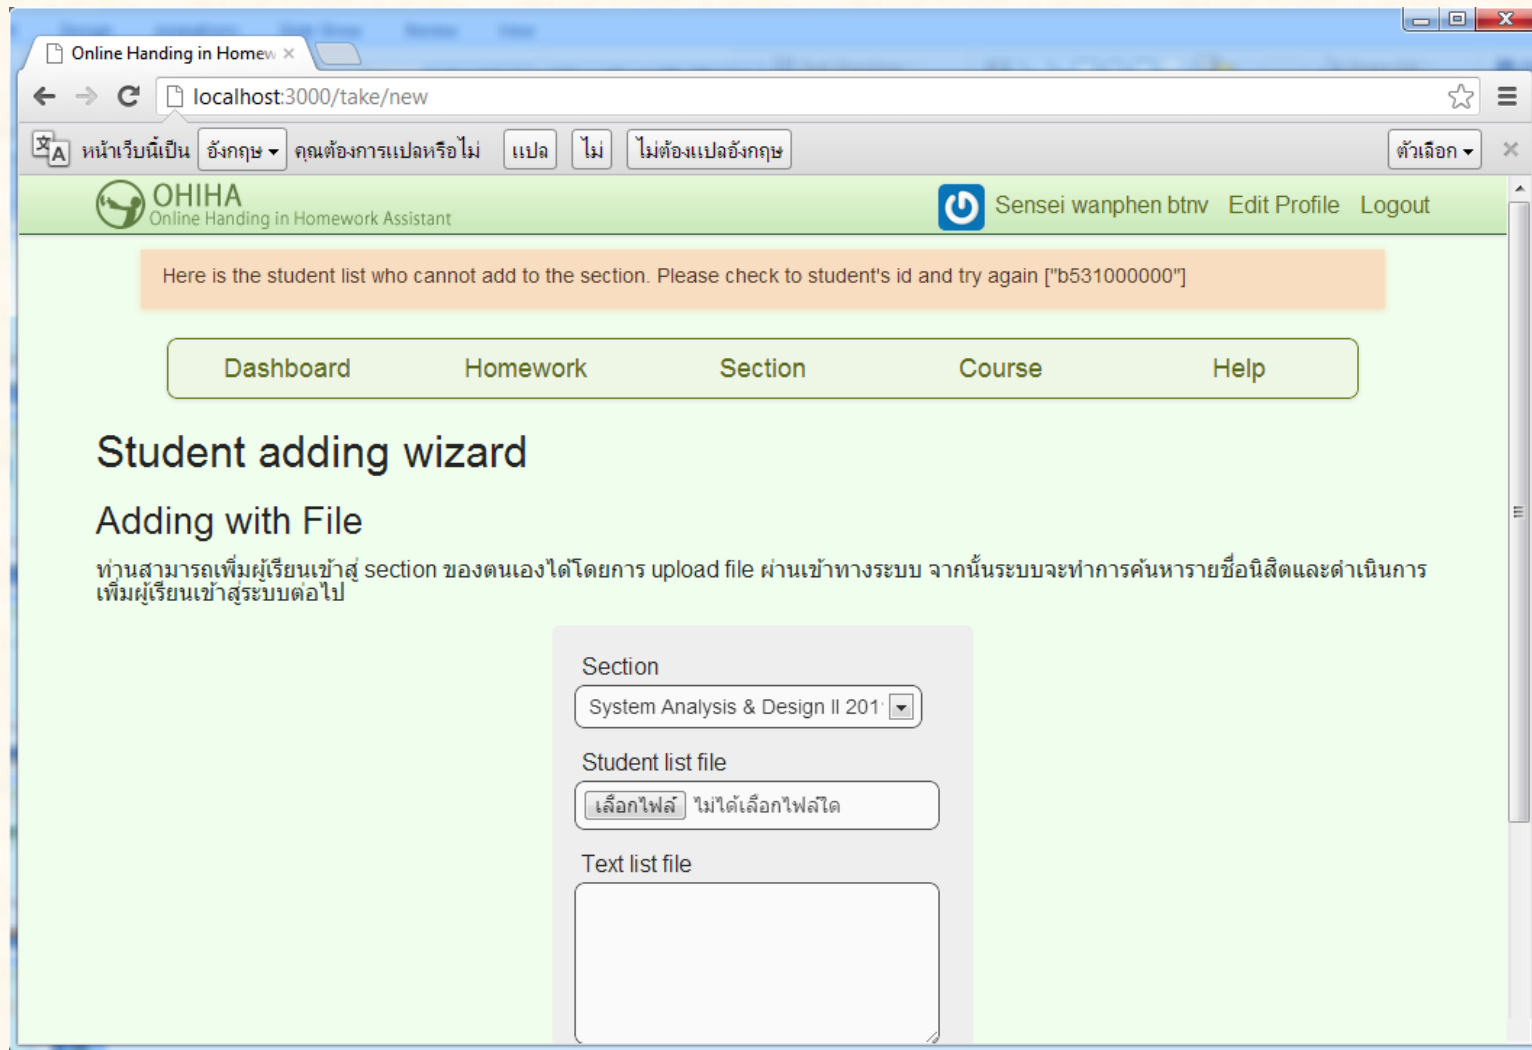 Online Handing in Homew
localhost:3000/take/new
หน้าเว็บนี้เป็น อังกฤษ คุณต้องการแปลหรือไม่ แปล ไม่ ไม่ต้องแปลอังกฤษ ตัวเลือก
OHIHA
Online Handing in Homework Assistant
Sensei wanphen btnv Edit Profile Logout
Here is the student list who cannot add to the section. Please check to student's id and try again ["b531000000"]
Dashboard Homework Section Course Help
Student adding wizard
Adding with File
ท่านสามารถเพิ่มผู้เรียนเข้าสู่ section ของตนเองได้โดยการ upload file ผ่านเข้าทางระบบ จากนั้นระบบจะทำการค้นหารายชื่อนิสิตและดำเนินการ
เพิ่มผู้เรียนเข้าสู่ระบบต่อไป
Section
System Analysis & Design II 201
Student list file
เลือกไฟล์ ไม่ได้เลือกไฟล์ใด
Text list file